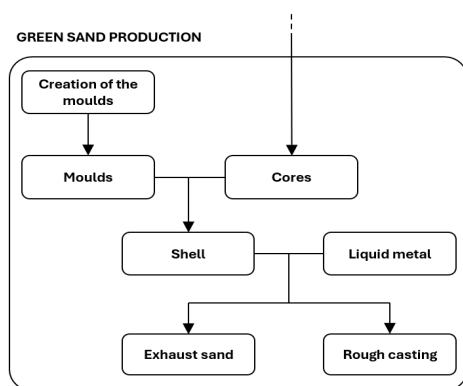 GREEN SAND PRODUCTION
Creation of the
moulds
Moulds
Cores
Shell
Liquid metal
Exhaust sand
Rough casting